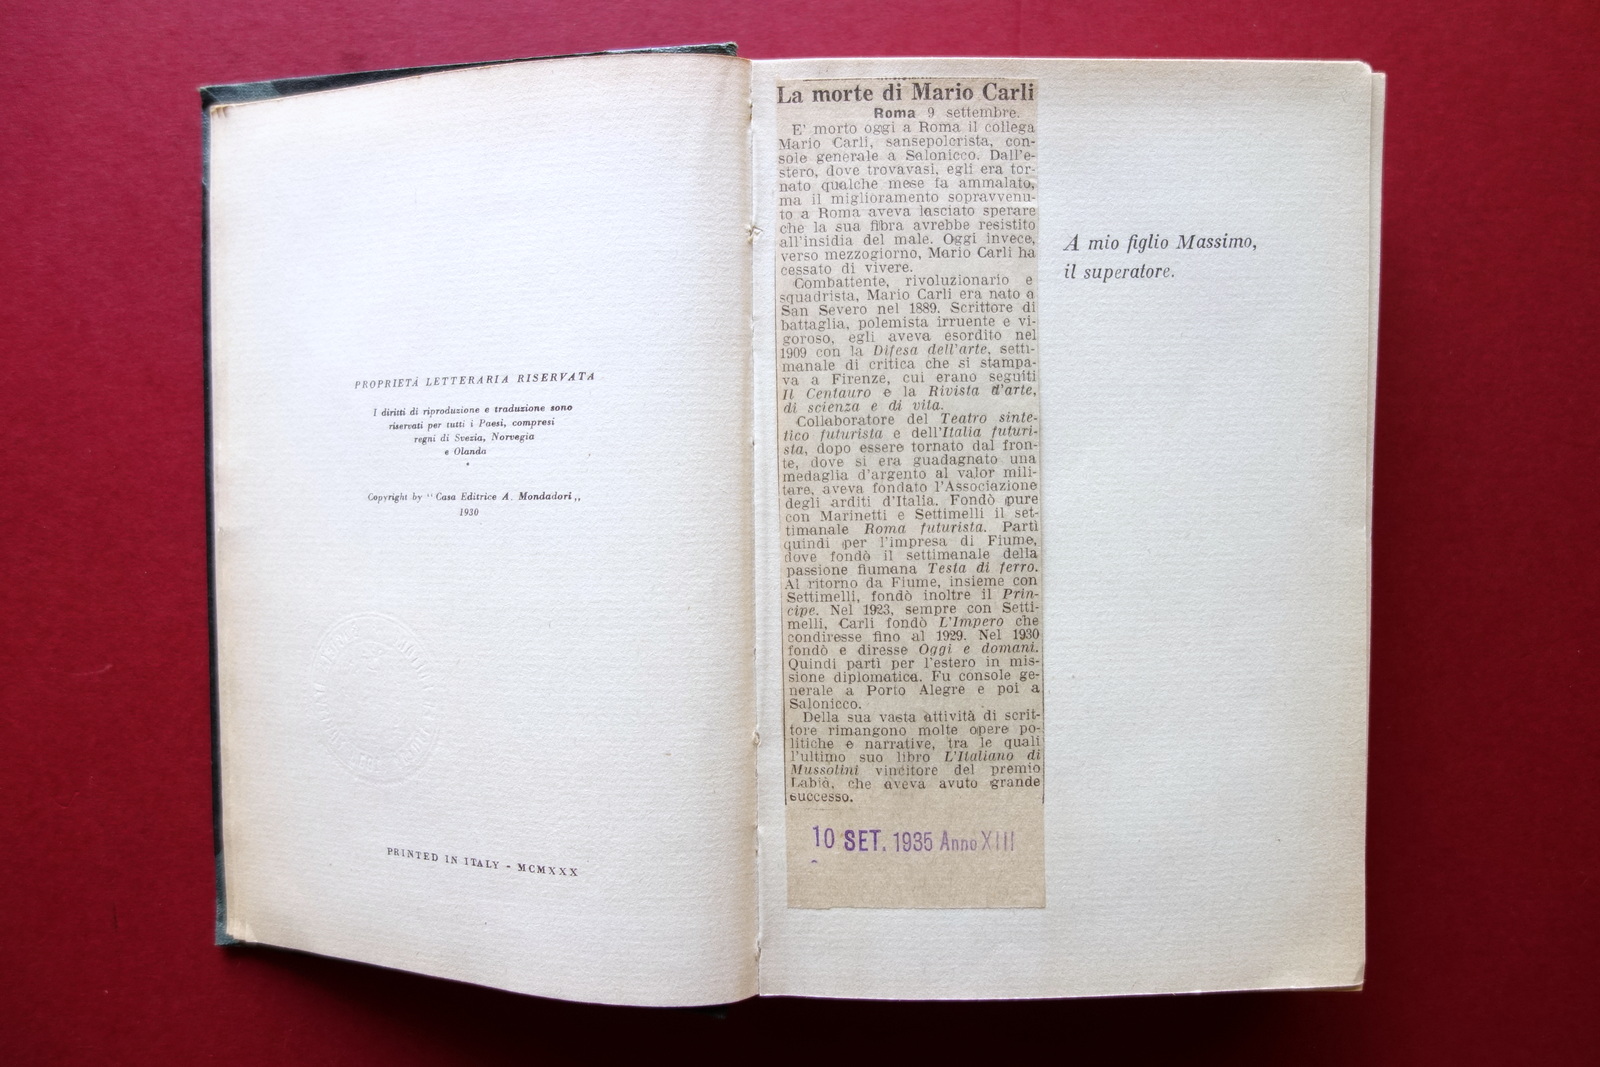 PROPRIETÀ LETTERARIA RISERVATA
I diritti di riproduzione e traduzione sono
riservati per tutti i Paesi, compresi
regni di Svezia, Norvegia
e Olanda
*
Copyright by "Casa Editrice A. Mondadori,,
1930
PRINTED IN ITALY - MCMXXX
La morte di Mario Carli
Roma 9 settembre.
E' morto oggi a Roma il collega
Mario Carli, sansepolcrista, con-
sole generale a Salonicco. Dall'e-
stero, dove trovavasi, egli era tor-
nato qualche mese fa ammalato,
ma il miglioramento sopravvenu-
to a Roma aveva lasciato sperare
che la sua fibra avrebbe resistito
all'insidia del male. Oggi invece,
verso mezzogiorno, Mario Carli ha
cessato di vivere.
Combattente, rivoluzionario e
squadrista, Mario Carli era nato a
San Severo nel 1889. Scrittore di
battaglia, polemista irruente e vi-
goroso, egli aveva esordito nel
1909 con la Difesa dell'arte, setti-
manale di critica che si stampa-
va a Firenze, cui erano seguiti
Il Centauro e la Rivista d'arte,
di scienza e di vita.
Collaboratore del Teatro sinte-
tico futurista e dell'Italia futuri-
sta, dopo essere tornato dal fron-
te, dove si era guadagnato una
medaglia d'argento al valor mili-
tare, aveva fondato l'Associazione
degli arditi d'Italia. Fondò pure
con Marinetti e Settimelli il set-
timanale Roma futurista. Partì
quindi per l'impresa di Fiume,
dove fondò il settimanale della
passione fiumana Testa di ferro.
Al ritorno da Fiume, insieme con
Settimelli, fondò inoltre il Prin-
cipe. Nel 1923, sempre con Setti-
melli, Carli fondò L'Impero che
condiresse fino al 1929. Nel 1930
fondò e diresse Oggi e domani.
Quindi partì per l'estero in mis-
sione diplomatica. Fu console ge-
nerale a Porto Alegre e poi a
Salonicco.
Della sua vasta attività di scrit-
tore rimangono molte opere po-
litiche e narrative, tra le quali
l'ultimo suo libro L'Italiano di
Mussolini vincitore del premio
Labia, che aveva avuto grande
successo.
10 SET. 1935 Anno XIII
A mio figlio Massimo,
il superatore.